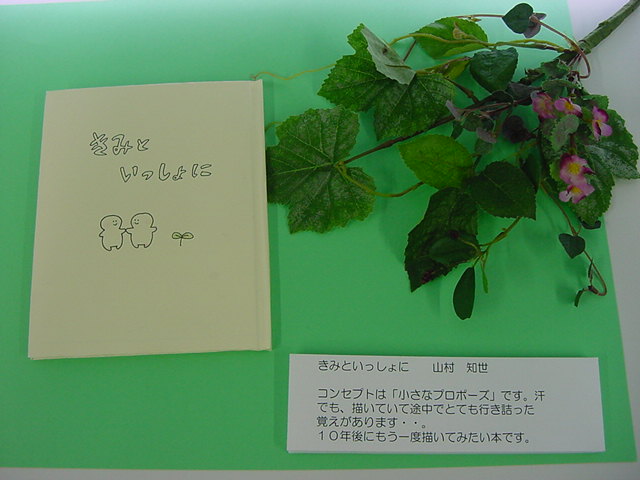 きみと
いっしょに
きみといっしょに　　山村　知世
コンセプトは「小さなプロポーズ」です。汗
でも、描いていて途中でとても行き詰った
覚えがあります・・。
１０年後にもう一度描いてみたい本です。